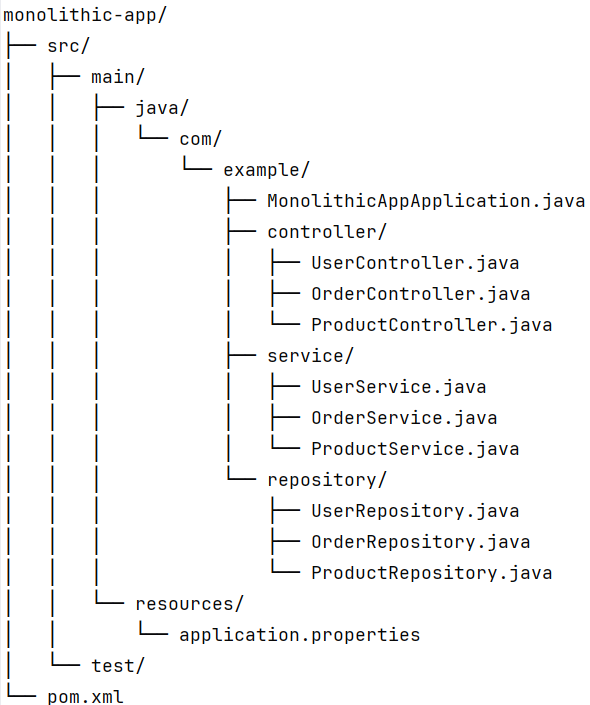 monolithic-app/
├── src/
│   ├── main/
│   │   ├── java/
│   │   │   └── com/
│   │   │       └── example/
│   │   │           ├── MonolithicAppApplication.java
│   │   │           ├── controller/
│   │   │           │   ├── UserController.java
│   │   │           │   ├── OrderController.java
│   │   │           │   └── ProductController.java
│   │   │           ├── service/
│   │   │           │   ├── UserService.java
│   │   │           │   ├── OrderService.java
│   │   │           │   └── ProductService.java
│   │   │           └── repository/
│   │   │               ├── UserRepository.java
│   │   │               ├── OrderRepository.java
│   │   │               └── ProductRepository.java
│   │   └── resources/
│   │       └── application.properties
│   └── test/
└── pom.xml